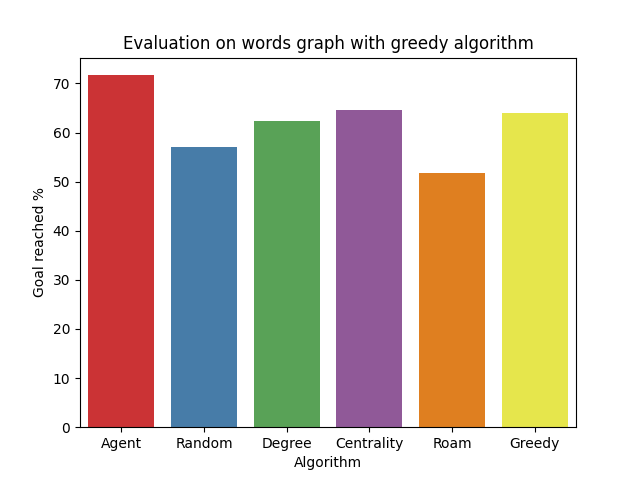 Evaluation on words graph with greedy algorithm
Goal reached %
70
60
50
40
30
20
10
0
Agent Random Degree Centrality Roam Greedy
Algorithm